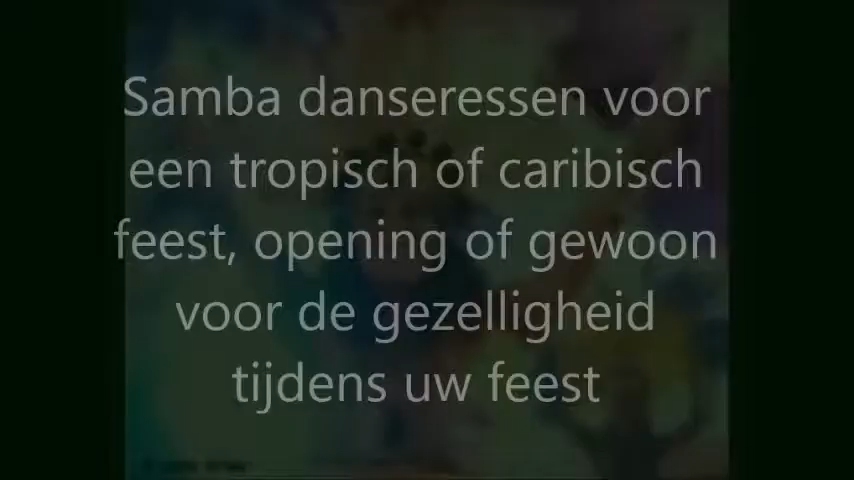 Samba danseressen voor
een tropisch of caribisch
feest, opening of gewoon
voor de gezelligheid
tijdens uw feest